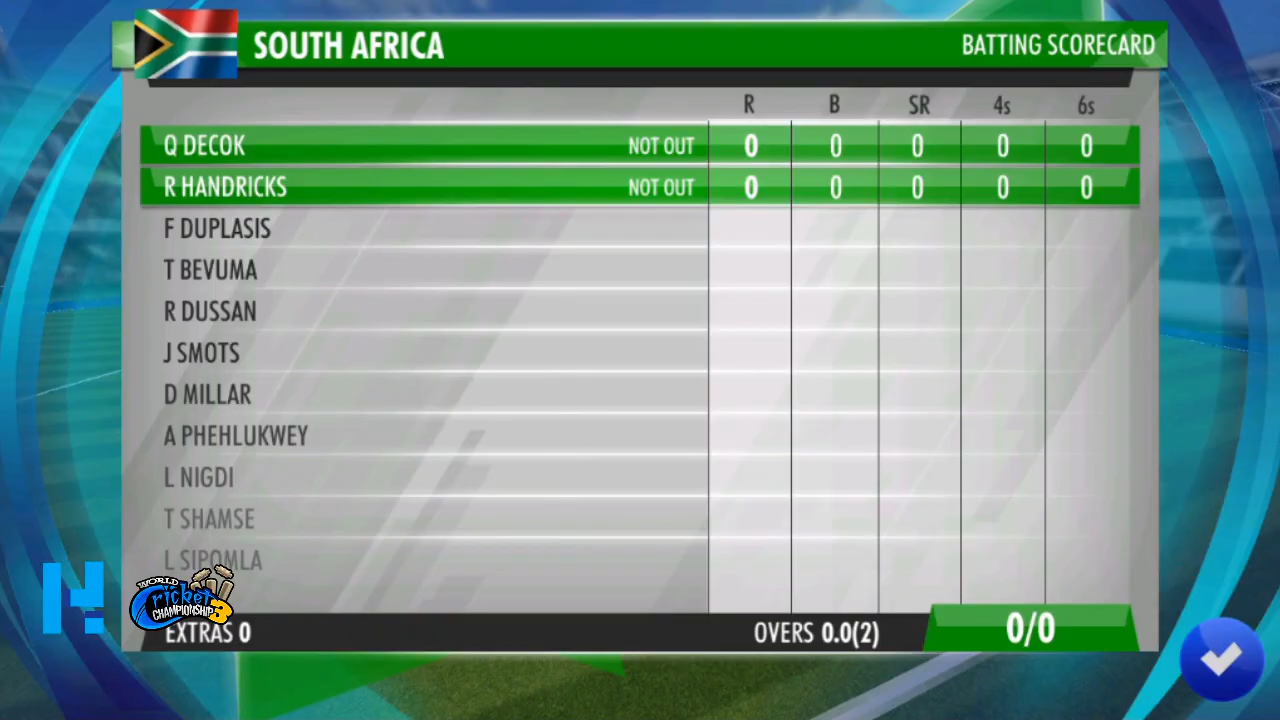 SOUTH AFRICA BATTING SCORECARD
R B SR 4s 6s
Q DECOK NOT OUT 0 0 0 0 0
R HANDRICKS NOT OUT 0 0 0 0 0
F DUPLASIS
T BEVUMA
R DUSSAN
J SMOTS
D MILLAR
A PHEHLUKWEY
L NIGDI
T SHAMSE
L SIPOMLA
WORLD
Cricket
CHAMPIONSHIP 3
EXTRAS 0 OVERS 0.0(2) 0/0